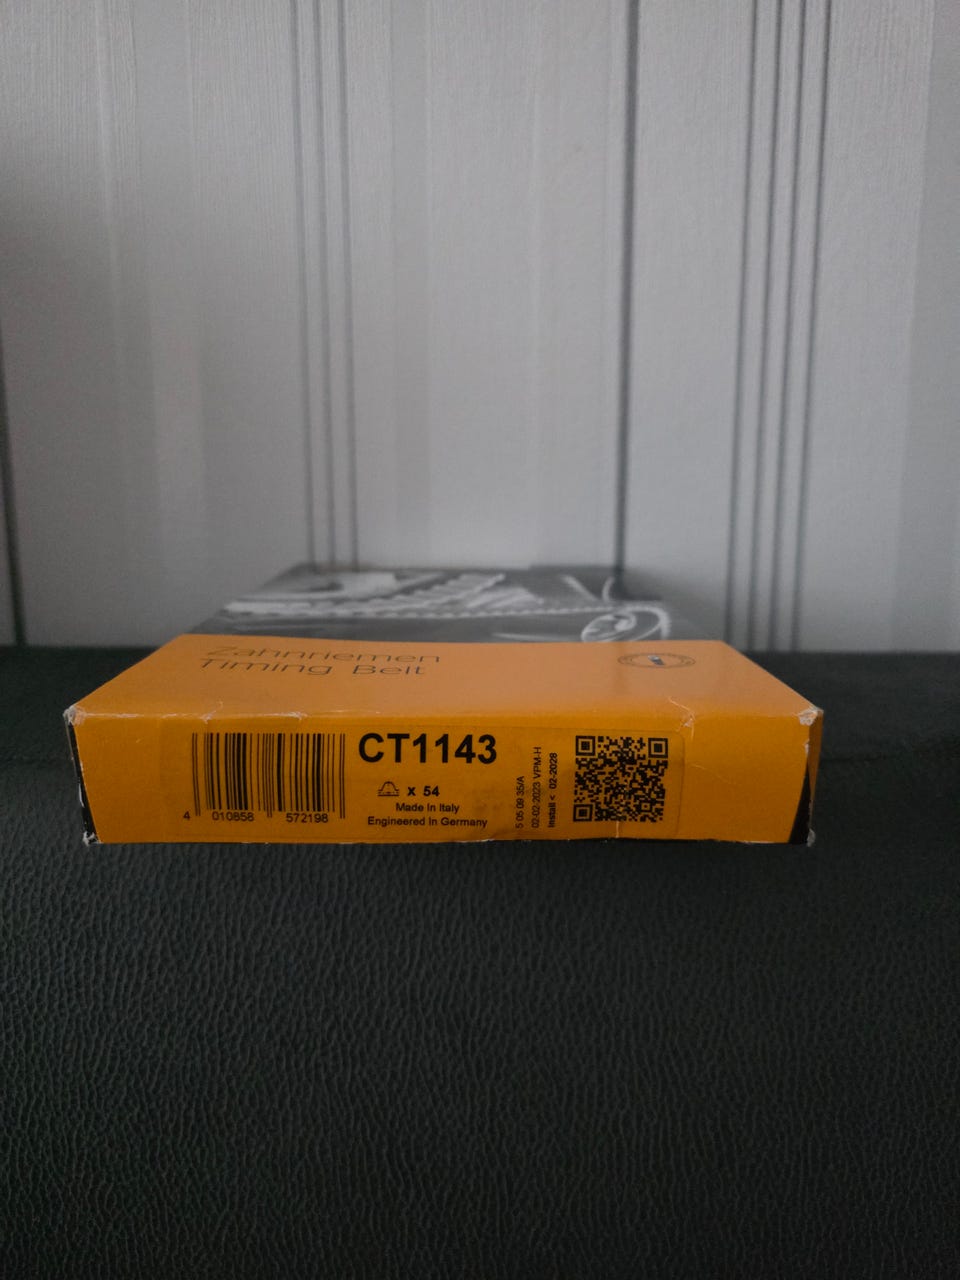 Zahnriemen
Timing Belt
CT1143
x 54
Made In Italy
Engineered In Germany
4 010858 572198
5 05 09 35/A
02-02-2023 VPM-H
Install < 02-2028